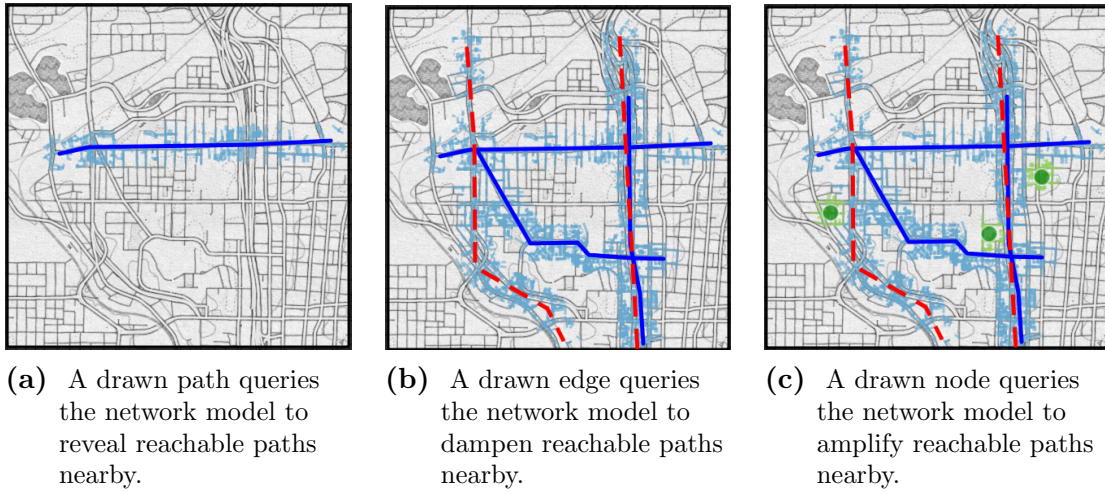 (a) A drawn path queries
the network model to
reveal reachable paths
nearby.
(b) A drawn edge queries
the network model to
dampen reachable paths
nearby.
(c) A drawn node queries
the network model to
amplify reachable paths
nearby.